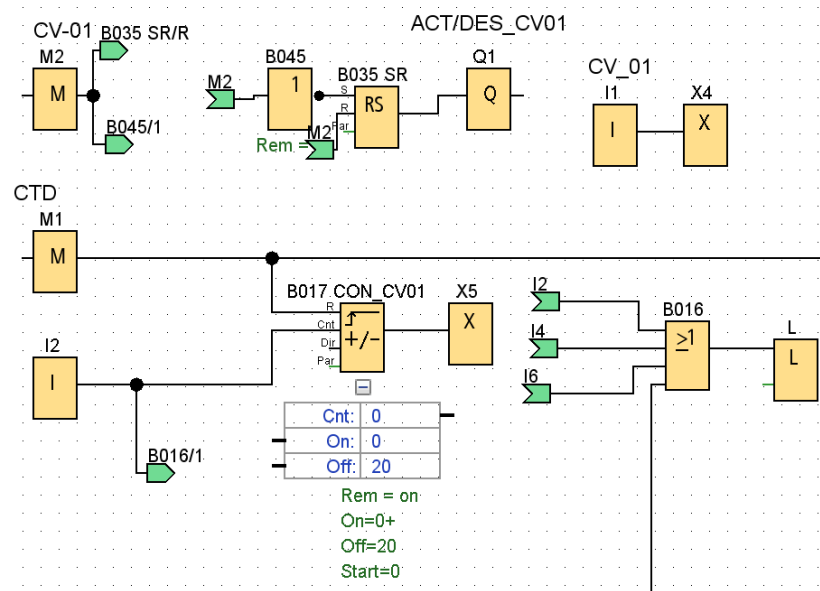 ACT/DES_CV01
CV-01
B035 SR/R
M2
M
B045/1
M2
B045
1
B035 SR
S
R
Par
RS
Rem =
M2
Q1
Q
CV_01
I1
I
X4
X
CTD
M1
M
B017 CON_CV01
R
Cnt
Dir
Par
+/-
X5
X
I2
I
B016/1
Cnt: 0
On: 0
Off: 20
Rem = on
On=0+
Off=20
Start=0
I2
I4
I6
B016
≥1
L
L